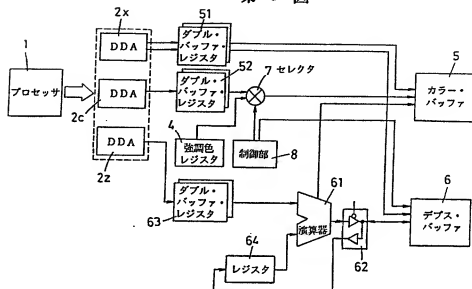 1
プロセッサ
2x
DDA
2c
DDA
2z
DDA
51
ダブル・
バッファ・
レジスタ
52
ダブル・
バッファ・
レジスタ
7 セレクタ
4
強調色
レジスタ
制御部
8
5
カラー・
バッファ
6
デプス・
バッファ
63
ダブル・
バッファ・
レジスタ
61
演算器
62
64
レジスタ